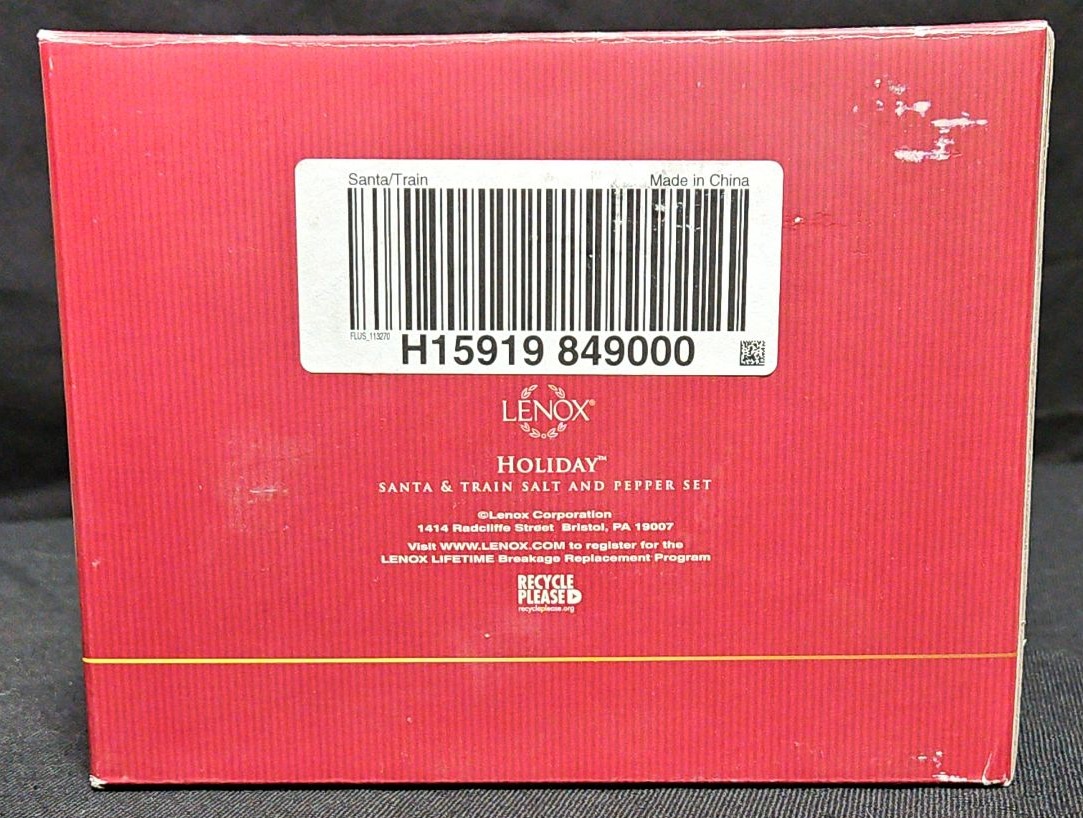 Santa/Train Made in China
FLUS_113270
H15919 849000
LENOX®
HOLIDAY™
SANTA & TRAIN SALT AND PEPPER SET
©Lenox Corporation
1414 Radcliffe Street Bristol, PA 19007
Visit WWW.LENOX.COM to register for the
LENOX LIFETIME Breakage Replacement Program
RECYCLE
PLEASE
recycleplease.org